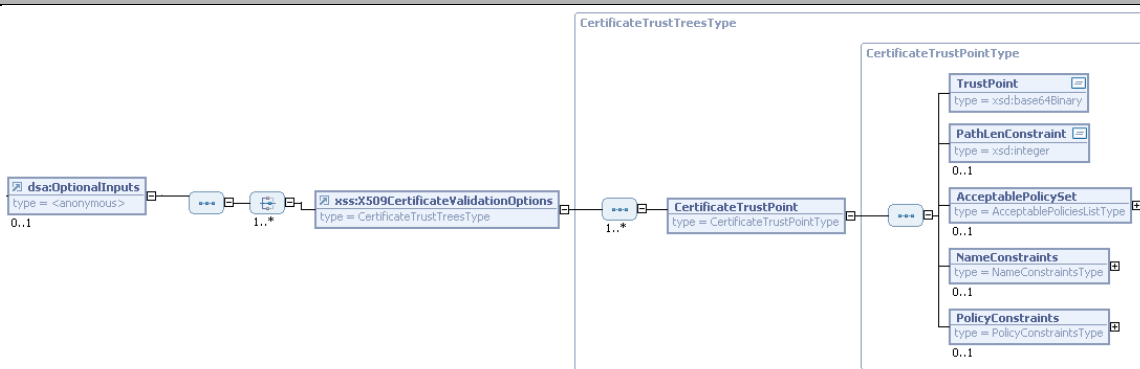 CertificateTrustTreesType
CertificateTrustPointType
TrustPoint
type = xsd:base64Binary
PathLenConstraint
type = xsd:integer
0..1
dsa:OptionalInputs
type = <anonymous>
0..1
1..*
xss:X509CertificateValidationOptions
type = CertificateTrustTreesType
1..*
CertificateTrustPoint
type = CertificateTrustPointType
AcceptablePolicySet
type = AcceptablePoliciesListType
0..1
NameConstraints
type = NameConstraintsType
0..1
PolicyConstraints
type = PolicyConstraintsType
0..1